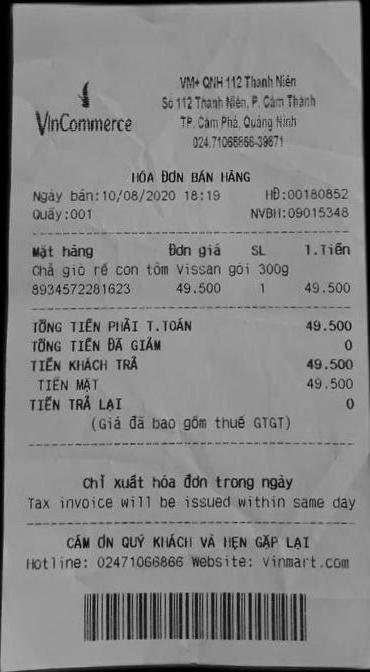 VinCommerce
VM+ QNH 112 Thanh Niên
Số 112 Thanh Niên, P. Cẩm Thành
TP. Cẩm Phả, Quảng Ninh
024.71066866-39671
HÓA ĐƠN BÁN HÀNG
Ngày bán:10/08/2020 18:19 HĐ:00180852
Quầy:001 NVBH:09015348
Mặt hàng Đơn giá SL T.Tiền
Chả giò rế con tôm Vissan gói 300g
8934572281623 49.500 1 49.500
TỔNG TIỀN PHẢI T.TOÁN 49.500
TỔNG TIỀN ĐÃ GIẢM 0
TIỀN KHÁCH TRẢ 49.500
TIỀN MẶT 49.500
TIỀN TRẢ LẠI 0
(Giá đã bao gồm thuế GTGT)
Chỉ xuất hóa đơn trong ngày
Tax invoice will be issued within same day
CẢM ƠN QUÝ KHÁCH VÀ HẸN GẶP LẠI
Hotline: 02471066866 Website: vinmart.com